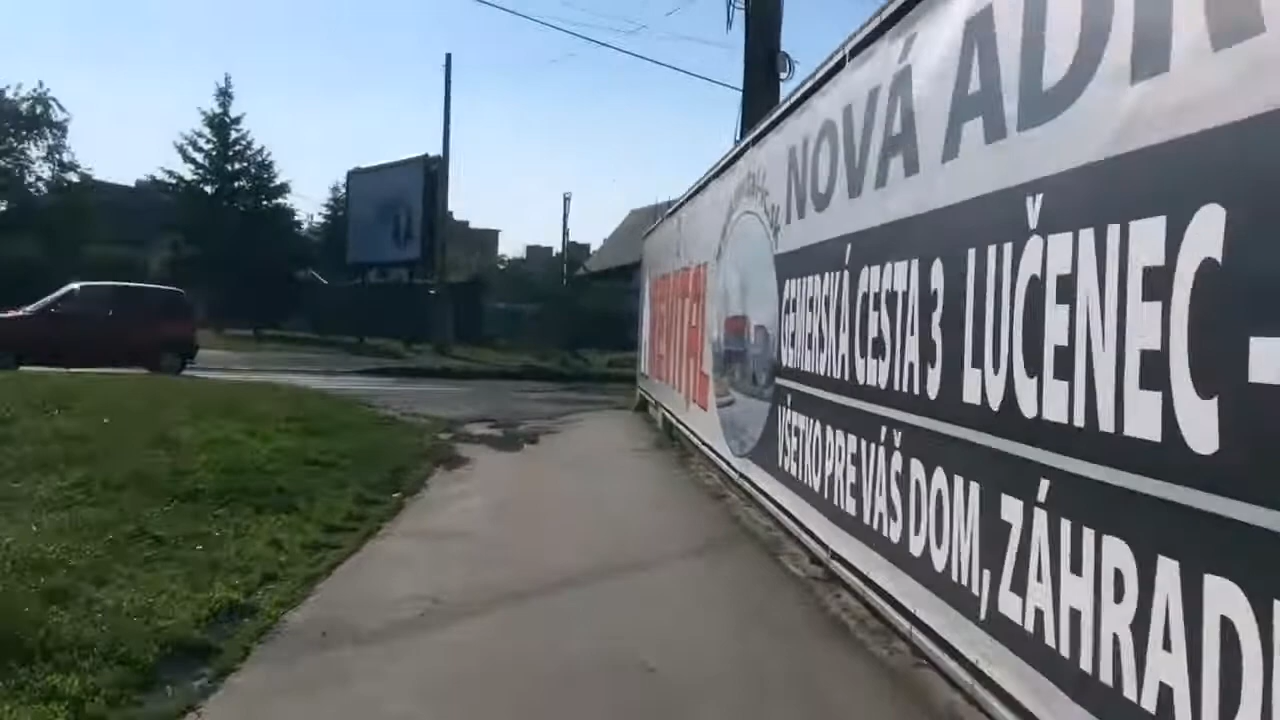 NOVÁ ADR
GEMERSKÁ CESTA 3 LUČENEC -
VŠETKO PRE VÁŠ DOM, ZÁHRAD